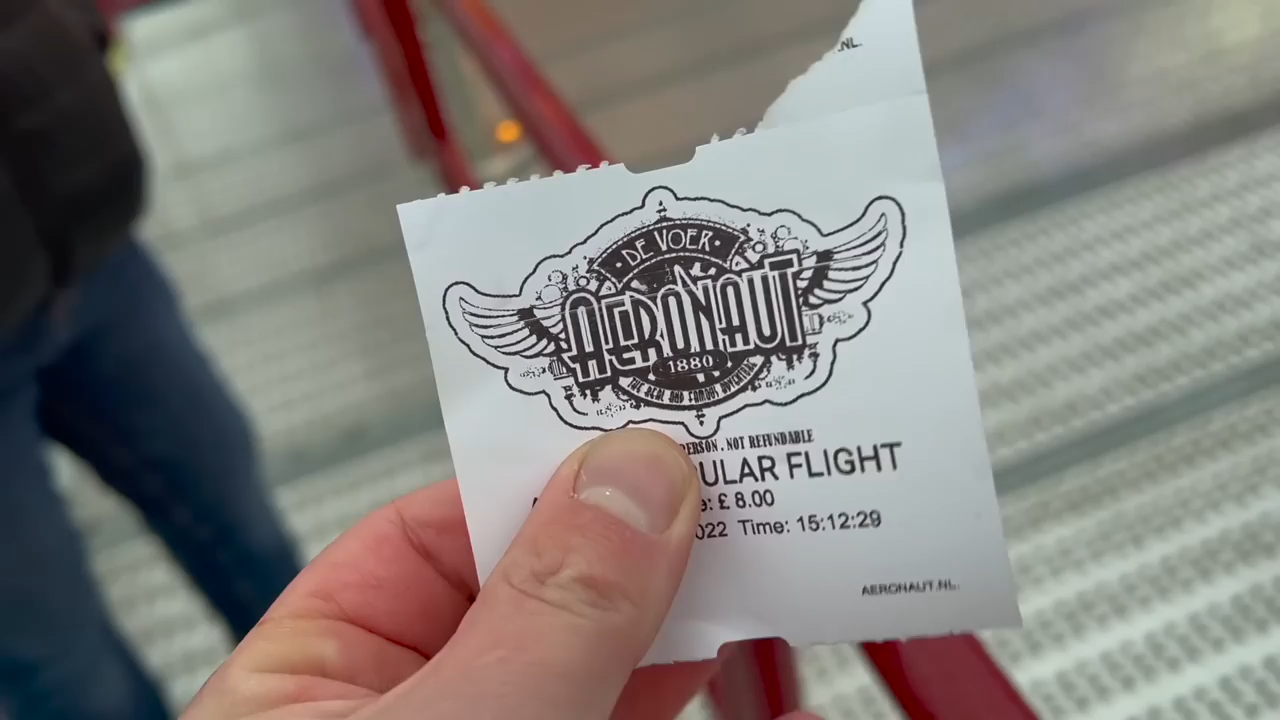 .NL.
· DE VOER ·
AERONAUT
1880
THE REAL AND FAMOUS ADVENTURE
PERSON . NOT REFUNDABLE
ULAR FLIGHT
e: £ 8.00
022 Time: 15:12:29
AERONAUT.NL.